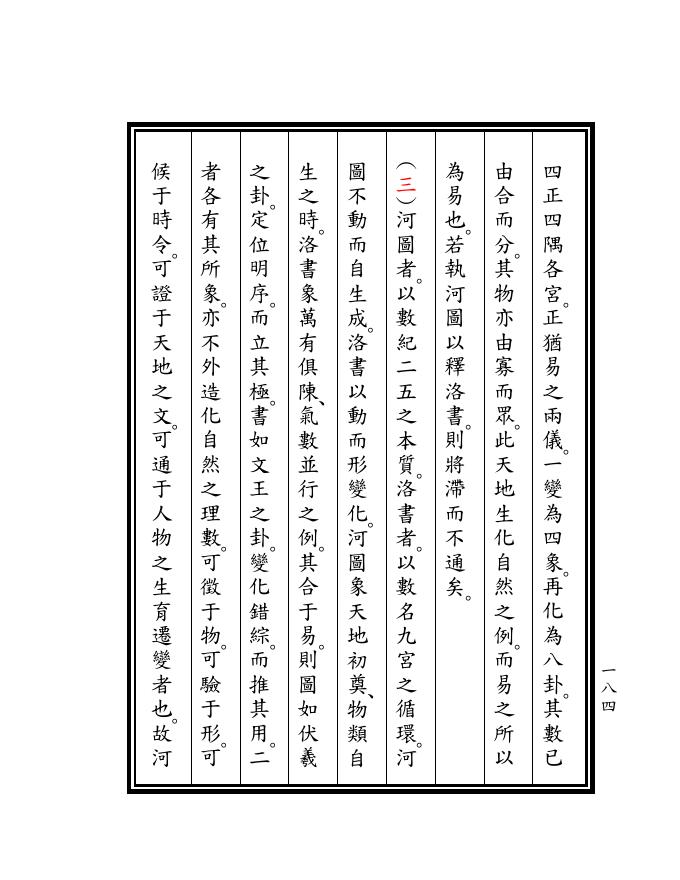 四正四隅各宮。正猶易之兩儀。一變為四象。再化為八卦。其數已
由合而分。其物亦由寡而眾。此天地生化自然之例。而易之所以
為易也。若執河圖以釋洛書。則將滯而不通矣。
（三）河圖者。以數紀二五之本質。洛書者。以數名九宮之循環。河
圖不動而自生成。洛書以動而形變化。河圖象天地初奠、物類自
生之時。洛書象萬有俱陳、氣數並行之例。其合于易。則圖如伏羲
之卦。定位明序。而立其極。書如文王之卦。變化錯綜。而推其用。二
者各有其所象。亦不外造化自然之理數。可徵于物。可驗于形。可
候于時令。可證于天地之文。可通于人物之生育遷變者也。故河
一八四